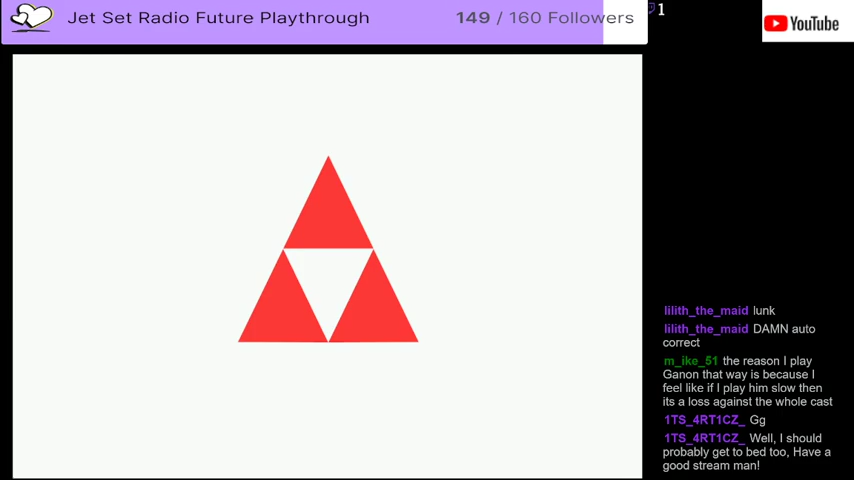 Jet Set Radio Future Playthrough
149 / 160 Followers
1
YouTube
lilith_the_maid lunk
lilith_the_maid DAMN auto
correct
m_ike_51 the reason I play
Ganon that way is because I
feel like if I play him slow then
its a loss against the whole cast
1TS_4RT1CZ_ Gg
1TS_4RT1CZ_ Well, I should
probably get to bed too, Have a
good stream man!